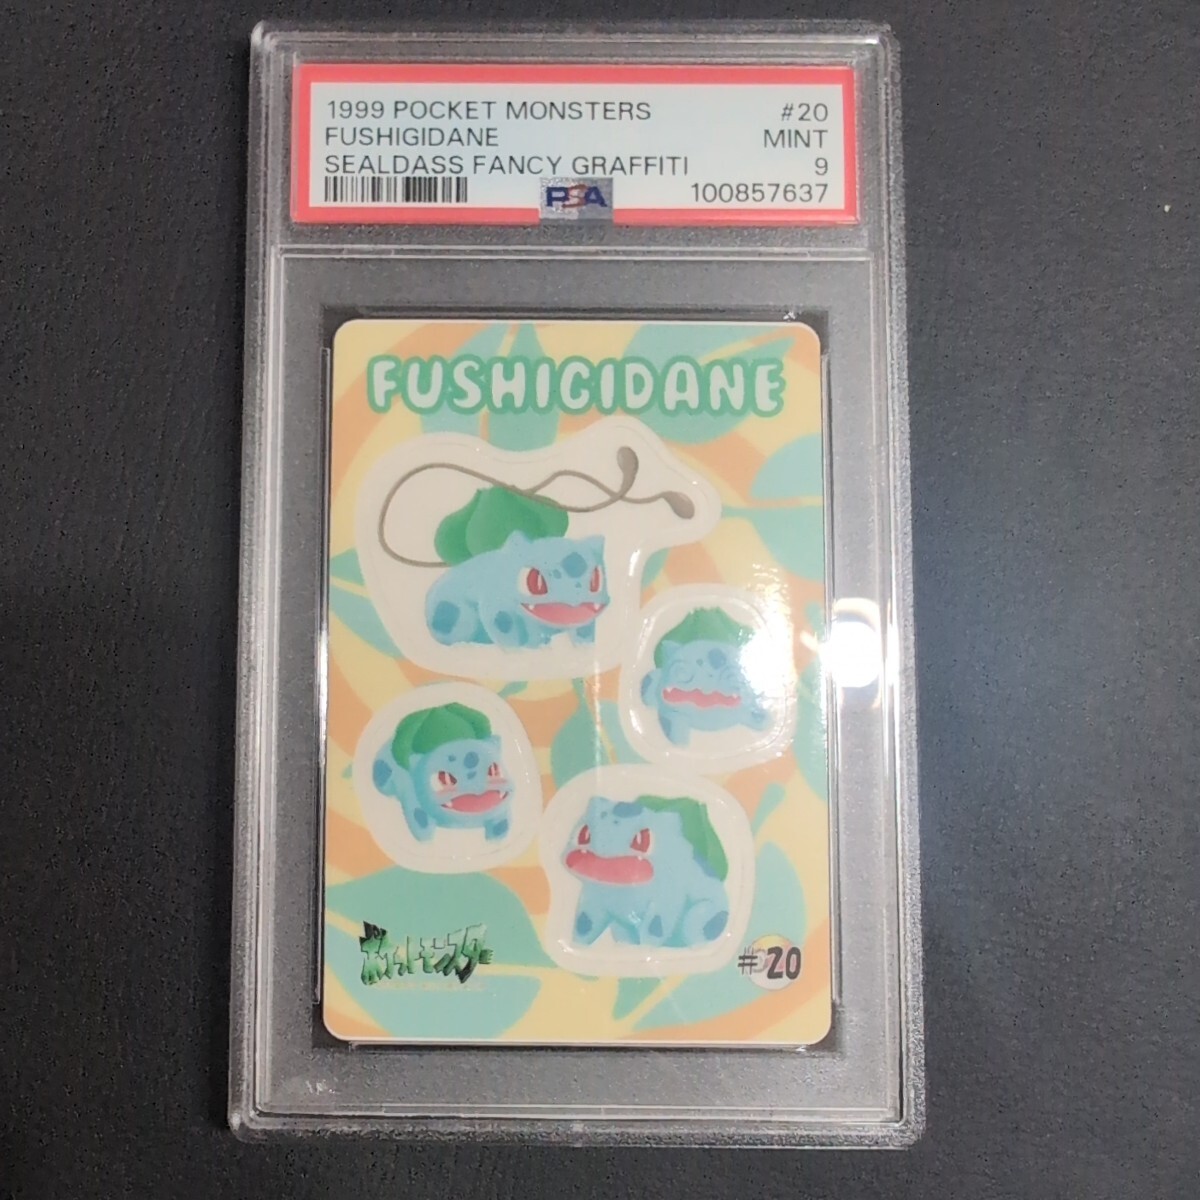 1999 POCKET MONSTERS #20
FUSHIGIDANE MINT
SEALDASS FANCY GRAFFITI 9
PSA 100857637
FUSHIGIDANE
ポケットモンスター
#20